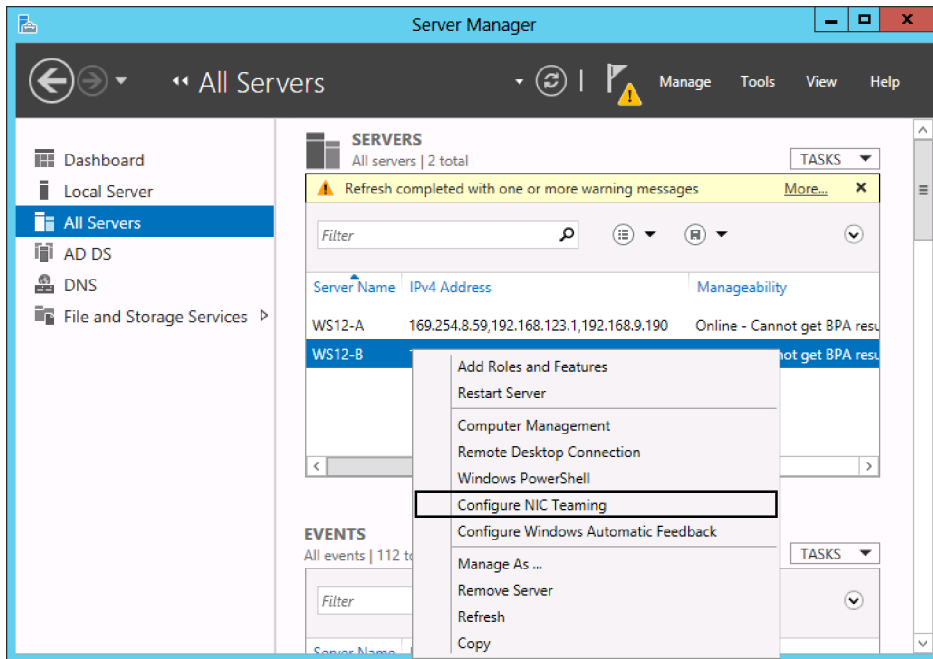 Server Manager
All Servers
Manage Tools View Help
Dashboard
Local Server
All Servers
AD DS
DNS
File and Storage Services
SERVERS
All servers | 2 total
TASKS
Refresh completed with one or more warning messages More...
Filter
Server Name IPv4 Address Manageability
WS12-A 169.254.8.59,192.168.123.1,192.168.9.190 Online - Cannot get BPA resu
WS12-B not get BPA resu
Add Roles and Features
Restart Server
Computer Management
Remote Desktop Connection
Windows PowerShell
Configure NIC Teaming
Configure Windows Automatic Feedback
Manage As ...
Remove Server
Refresh
Copy
EVENTS
All events | 112 to
TASKS
Filter
Server Name